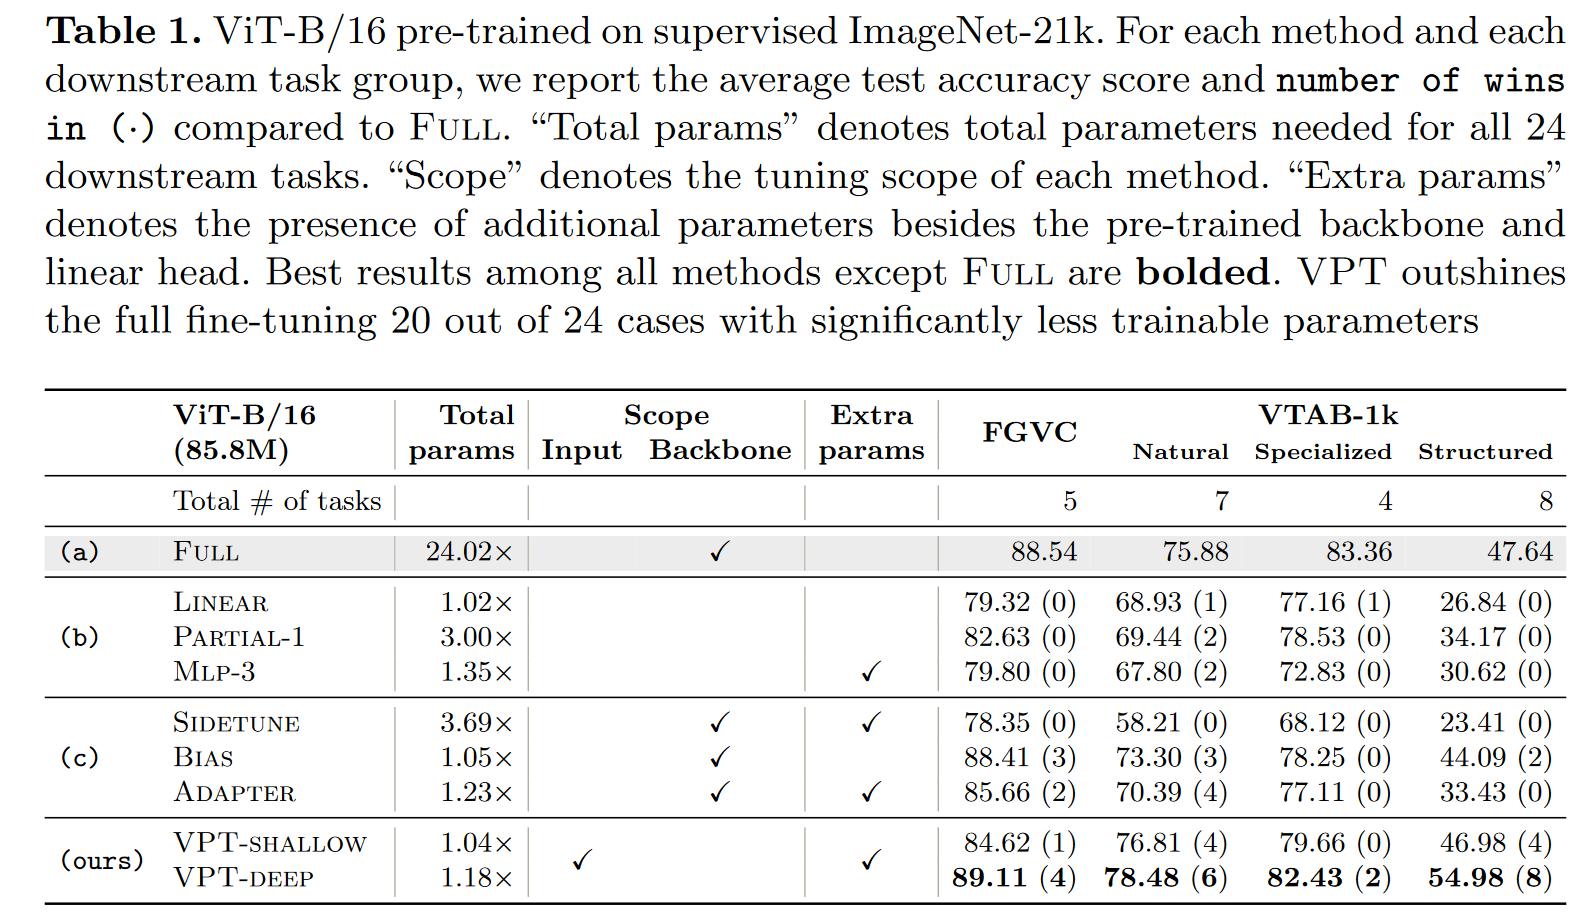 Table 1. ViT-B/16 pre-trained on supervised ImageNet-21k. For each method and each
downstream task group, we report the average test accuracy score and number of wins
in (·) compared to FULL. “Total params” denotes total parameters needed for all 24
downstream tasks. “Scope” denotes the tuning scope of each method. “Extra params”
denotes the presence of additional parameters besides the pre-trained backbone and
linear head. Best results among all methods except FULL are bolded. VPT outshines
the full fine-tuning 20 out of 24 cases with significantly less trainable parameters
ViT-B/16 Total Scope Extra FGVC VTAB-1k
(85.8M) params Input Backbone params Natural Specialized Structured
Total # of tasks 5 7 4 8
(a) FULL 24.02× ✓ 88.54 75.88 83.36 47.64
LINEAR 1.02× 79.32 (0) 68.93 (1) 77.16 (1) 26.84 (0)
(b) PARTIAL-1 3.00× 82.63 (0) 69.44 (2) 78.53 (0) 34.17 (0)
MLP-3 1.35× ✓ 79.80 (0) 67.80 (2) 72.83 (0) 30.62 (0)
SIDETUNE 3.69× ✓ ✓ 78.35 (0) 58.21 (0) 68.12 (0) 23.41 (0)
(c) BIAS 1.05× ✓ 88.41 (3) 73.30 (3) 78.25 (0) 44.09 (2)
ADAPTER 1.23× ✓ ✓ 85.66 (2) 70.39 (4) 77.11 (0) 33.43 (0)
VPT-SHALLOW 1.04× 84.62 (1) 76.81 (4) 79.66 (0) 46.98 (4)
(ours) ✓ ✓
VPT-DEEP 1.18× 89.11 (4) 78.48 (6) 82.43 (2) 54.98 (8)